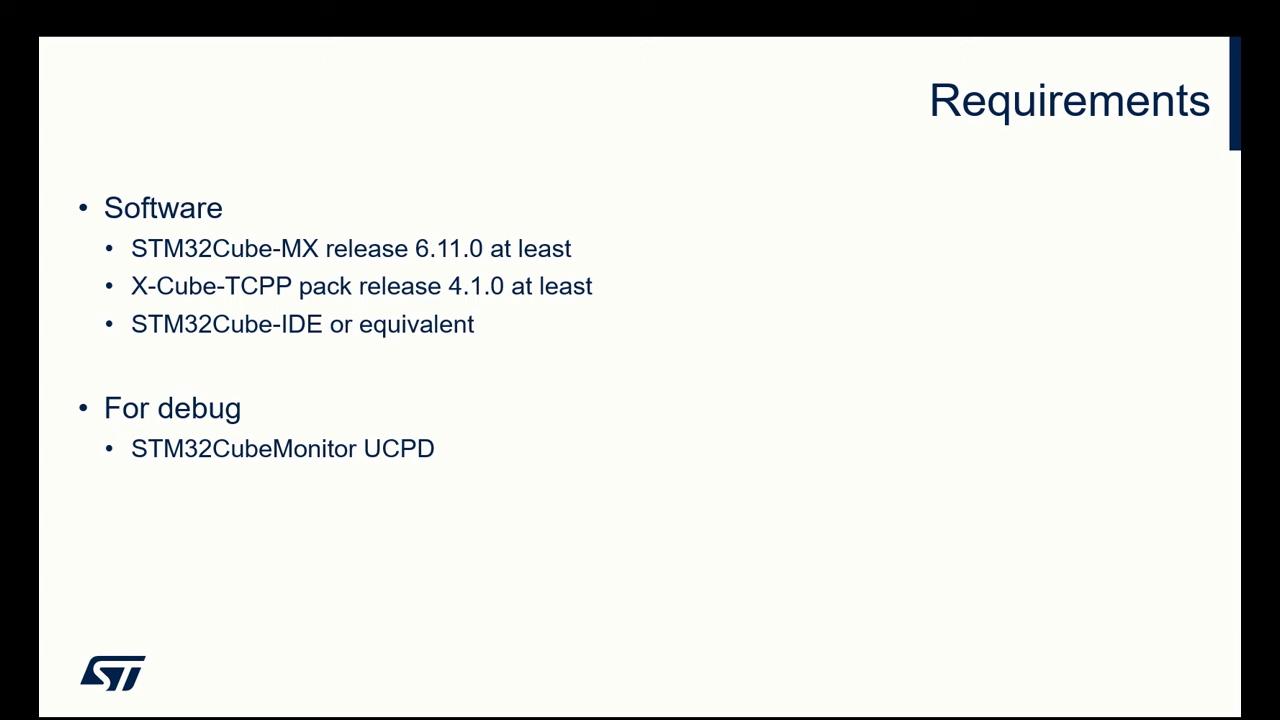 Requirements
• Software
• STM32Cube-MX release 6.11.0 at least
• X-Cube-TCPP pack release 4.1.0 at least
• STM32Cube-IDE or equivalent
• For debug
• STM32CubeMonitor UCPD
ST